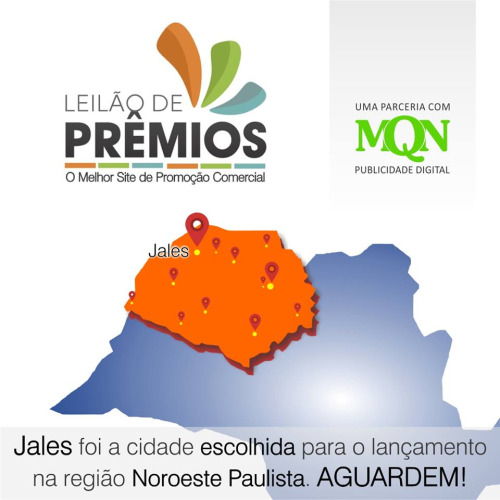 LEILÃO DE
PRÊMIOS
O Melhor Site de Promoção Comercial
UMA PARCERIA COM
MQN
PUBLICIDADE DIGITAL
Jales
Jales foi a cidade escolhida para o lançamento
na região Noroeste Paulista. AGUARDEM!